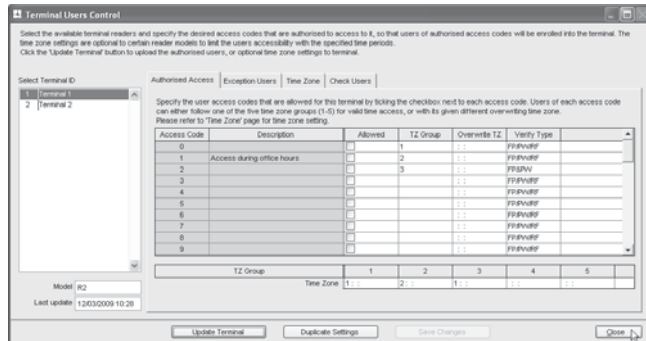 Terminal Users Control
Select the available terminal readers and specify the desired access codes that are authorised to access to it, so that users of authorised access codes will be enrolled into the terminal. The
time zone settings are optional to certain reader models to limit the users accessibility with the specified time periods.
Click the 'Update Terminal' button to upload the authorised users, or optional time zone settings to terminal.
Select Terminal ID
1 Terminal 1
2 Terminal 2
Authorised Access Exception Users Time Zone Check Users
Specify the user access codes that are allowed for this terminal by ticking the checkbox next to each access code. Users of each access code
can either follow one of the five time zone groups (1-5) for valid time access, or with its given different overwriting time zone.
Please refer to 'Time Zone' page for time zone setting.
Access Code Description Allowed TZ Group Overwrite TZ Verify Type
0 1 : : FP/PW/RF
1 Access during office hours 2 : : FP/PW/RF
2 3 : : FP&PW
3 : : FP/PW/RF
4 : : FP/PW/RF
5 : : FP/PW/RF
6 : : FP/PW/RF
7 : : FP/PW/RF
8 : : FP/PW/RF
9 : : FP/PW/RF
TZ Group 1 2 3 4 5
Time Zone 1 : : 2 : : 1 : : : : : :
Model R2
Last update 12/03/2009 10:28
Update Terminal Duplicate Settings Save Changes Close